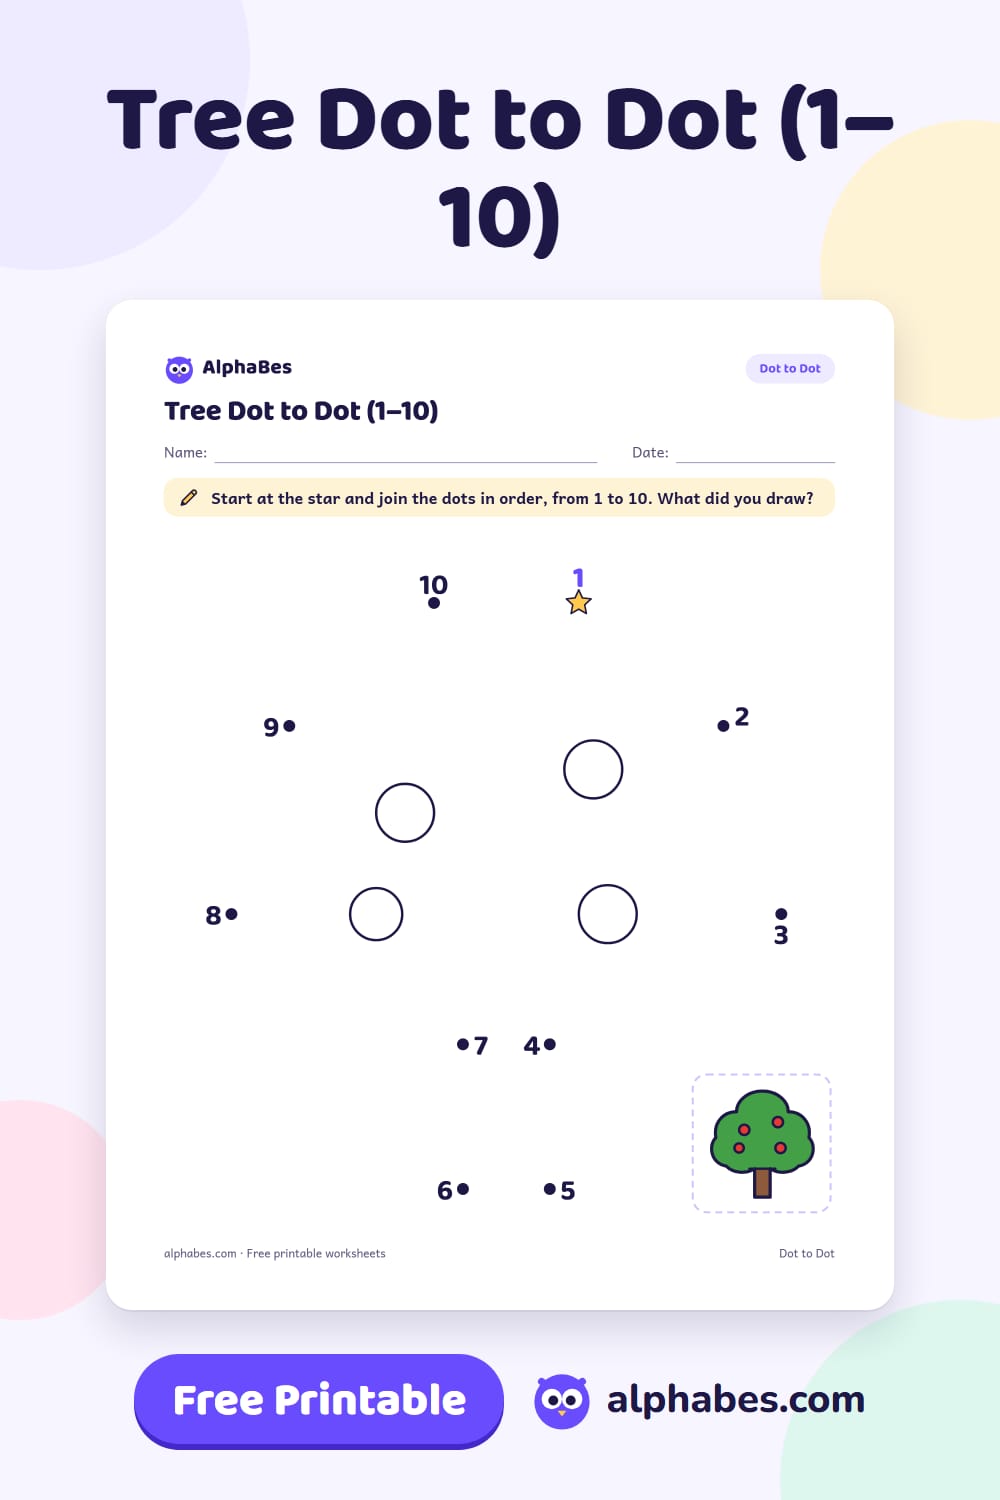 Tree Dot to Dot (1–
10)
AlphaBes
Dot to Dot
Tree Dot to Dot (1–10)
Name:
Date:
Start at the star and join the dots in order, from 1 to 10. What did you draw?
10
1
9
2
8
3
7
4
6
5
alphabes.com · Free printable worksheets
Dot to Dot
Free Printable
alphabes.com